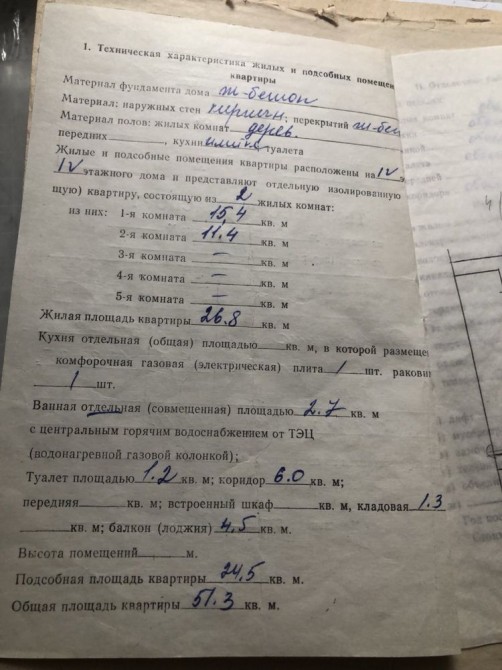 1. Техническая характеристика жилых и подсобных помещен
квартиры
Материал фундамента дома ж-бетон
Материал: наружных стен кирпичн, перекрытий ж-бет
Материал полов: жилых комнат дерев.
передних , кухни туалета
Жилые и подсобные помещения квартиры расположены на IV э
IV этажного дома и представляют отдельную изолированную
щую) квартиру, состоящую из 2 жилых комнат:
из них: 1-я комната 15,4 кв. м
2-я комната 11,4 кв. м
3-я комната — кв. м
4-я комната — кв. м
5-я комната — кв. м
Жилая площадь квартиры 26.8 кв. м
Кухня отдельная (общая) площадью кв. м, в которой размещен
комфорочная газовая (электрическая) плита 1 шт. раковин
1 шт.
Ванная отдельная (совмещенная) площадью 2.7 кв. м
с центральным горячим водоснабжением от ТЭЦ
(водонагревной газовой колонкой);
Туалет площадью 1.2 кв. м; коридор 6.0 кв. м;
передняя кв. м; встроенный шкаф кв. м, кладовая 1.3
кв. м; балкон (лоджия) 4,5 кв. м.
Высота помещений , м.
Подсобная площадь квартиры 24,5 кв. м.
Общая площадь квартиры 51.3 кв. м.